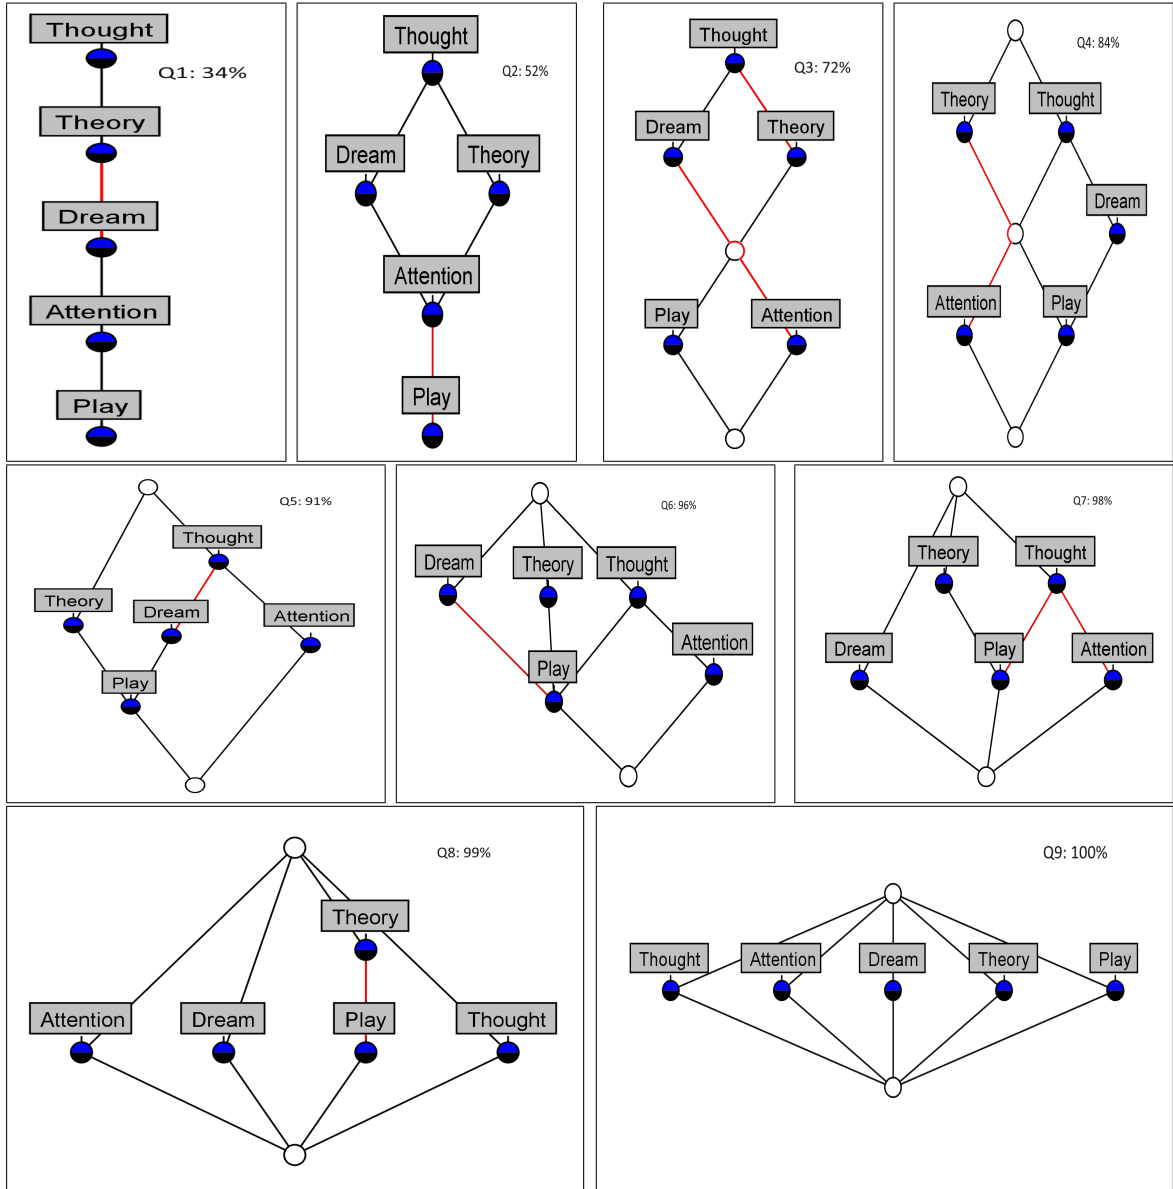 Thought
Q1: 34%
Theory
Dream
Attention
Play
Thought
Q2: 52%
Dream Theory
Attention
Play
Thought
Q3: 72%
Dream Theory
Play Attention
Q4: 84%
Theory Thought
Dream
Attention Play
Q5: 91%
Thought
Theory Dream Attention
Play
Q6: 96%
Dream Theory Thought
Attention
Play
Q7: 98%
Theory Thought
Dream Play Attention
Q8: 99%
Theory
Attention Dream Play Thought
Q9: 100%
Thought Attention Dream Theory Play